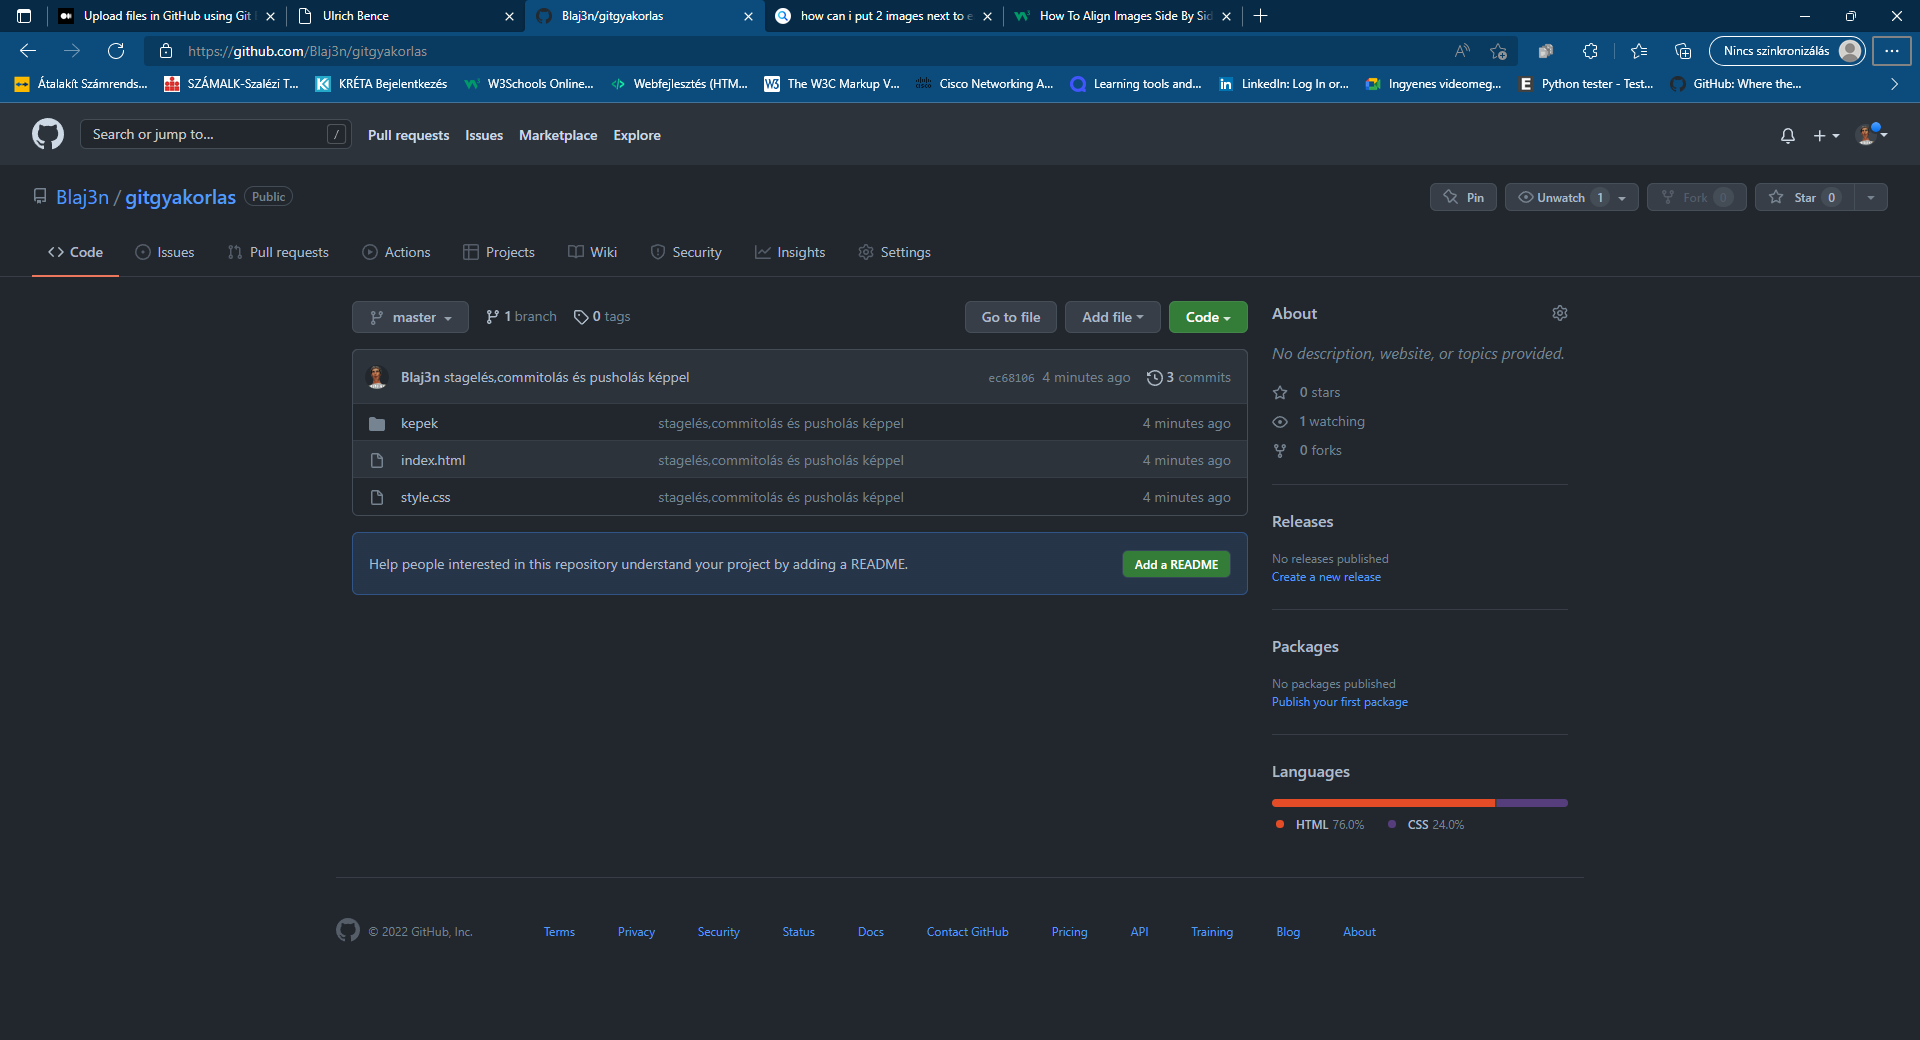 Upload files in GitHub using Git
Ulrich Bence
Blaj3n/gitgyakorlas
how can i put 2 images next to e
How To Align Images Side By Sid
https://github.com/Blaj3n/gitgyakorlas
Nincs szinkronizálás
Átalakít Számrends...
SZÁMALK-Szalézi T...
KRÉTA Bejelentkezés
W3Schools Online...
Webfejlesztés (HTM...
The W3C Markup V...
Cisco Networking A...
Learning tools and...
LinkedIn: Log In or...
Ingyenes videomeg...
Python tester - Test...
GitHub: Where the...
Search or jump to...
/
Pull requests
Issues
Marketplace
Explore
Blaj3n / gitgyakorlas
Public
Pin
Unwatch 1
Fork 0
Star 0
Code
Issues
Pull requests
Actions
Projects
Wiki
Security
Insights
Settings
master
1 branch
0 tags
Go to file
Add file
Code
Blaj3n stagelés,commitolás és pusholás képpel
ec68106 4 minutes ago
3 commits
kepek
stagelés,commitolás és pusholás képpel
4 minutes ago
index.html
stagelés,commitolás és pusholás képpel
4 minutes ago
style.css
stagelés,commitolás és pusholás képpel
4 minutes ago
Help people interested in this repository understand your project by adding a README.
Add a README
About
No description, website, or topics provided.
0 stars
1 watching
0 forks
Releases
No releases published
Create a new release
Packages
No packages published
Publish your first package
Languages
HTML 76.0%
CSS 24.0%
© 2022 GitHub, Inc.
Terms
Privacy
Security
Status
Docs
Contact GitHub
Pricing
API
Training
Blog
About